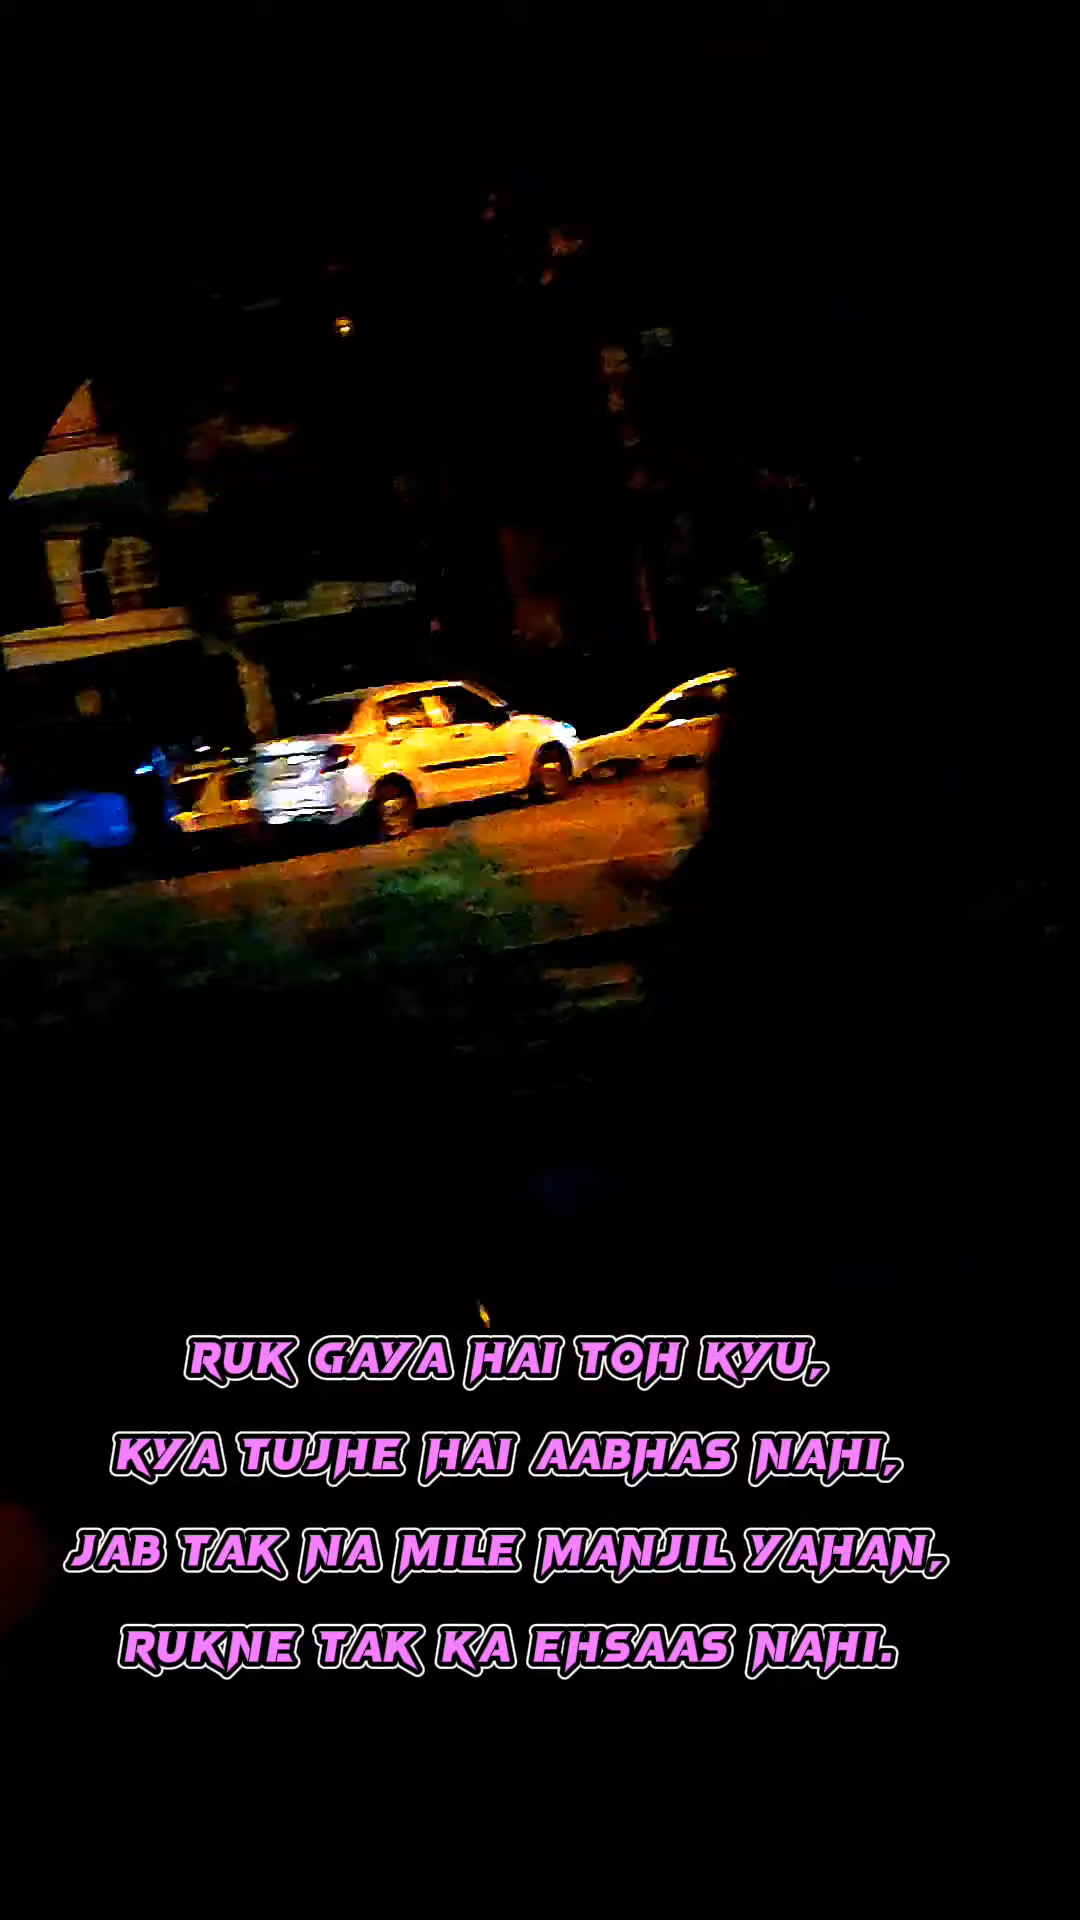 RUK GAYA HAI TOH KYU,
KYA TUJHE HAI AABHAS NAHI,
JAB TAK NA MILE MANJIL YAHAN,
RUKNE TAK KA EHSAAS NAHI.